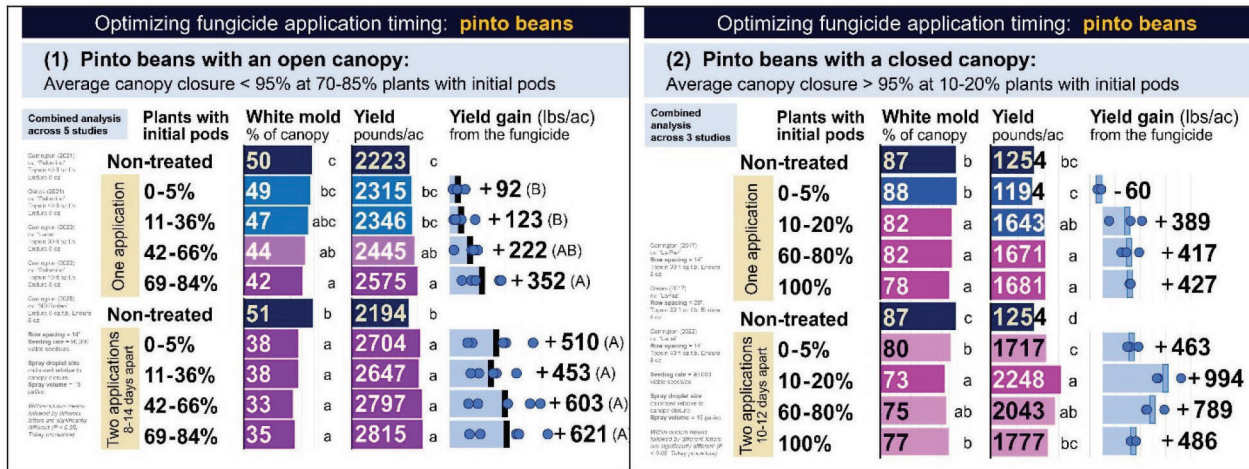 Optimizing fungicide application timing: pinto beans
(1) Pinto beans with an open canopy:
Average canopy closure < 95% at 70-85% plants with initial pods
Combined analysis across 5 studies
Plants with initial pods
White mold % of canopy
Yield pounds/ac
Yield gain (lbs/ac) from the fungicide
Non-treated 50 c 2223 c
One application
0-5% 49 bc 2315 bc + 92 (B)
11-36% 47 abc 2346 bc + 123 (B)
42-66% 44 ab 2445 ab + 222 (AB)
69-84% 42 a 2575 a + 352 (A)
Non-treated 51 b 2194 b
Two applications 8-14 days apart
0-5% 38 a 2704 a + 510 (A)
11-36% 38 a 2647 a + 453 (A)
42-66% 33 a 2797 a + 603 (A)
69-84% 35 a 2815 a + 621 (A)
Optimizing fungicide application timing: pinto beans
(2) Pinto beans with a closed canopy:
Average canopy closure > 95% at 10-20% plants with initial pods
Combined analysis across 3 studies
Plants with initial pods
White mold % of canopy
Yield pounds/ac
Yield gain (lbs/ac) from the fungicide
Non-treated 87 b 1254 bc
One application
0-5% 88 b 1194 c - 60
10-20% 82 a 1643 ab + 389
60-80% 82 a 1671 a + 417
100% 78 a 1681 a + 427
Non-treated 87 c 1254 d
Two applications 10-12 days apart
0-5% 80 b 1717 c + 463
10-20% 73 a 2248 a + 994
60-80% 75 ab 2043 ab + 789
100% 77 b 1777 bc + 486